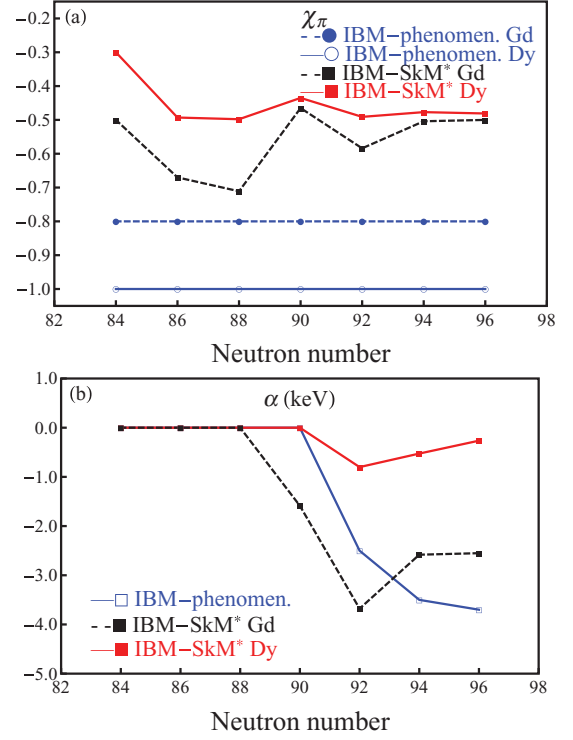 (a)
χπ
IBM−phenomen. Gd
IBM−phenomen. Dy
IBM−SkM* Gd
IBM−SkM* Dy
−0.2
−0.3
−0.4
−0.5
−0.6
−0.7
−0.8
−0.9
−1.0
82 84 86 88 90 92 94 96 98
Neutron number
(b)
α (keV)
1.0
0.0
−1.0
−2.0
−3.0
−4.0
−5.0
IBM−phenomen.
IBM−SkM* Gd
IBM−SkM* Dy
82 84 86 88 90 92 94 96 98
Neutron number